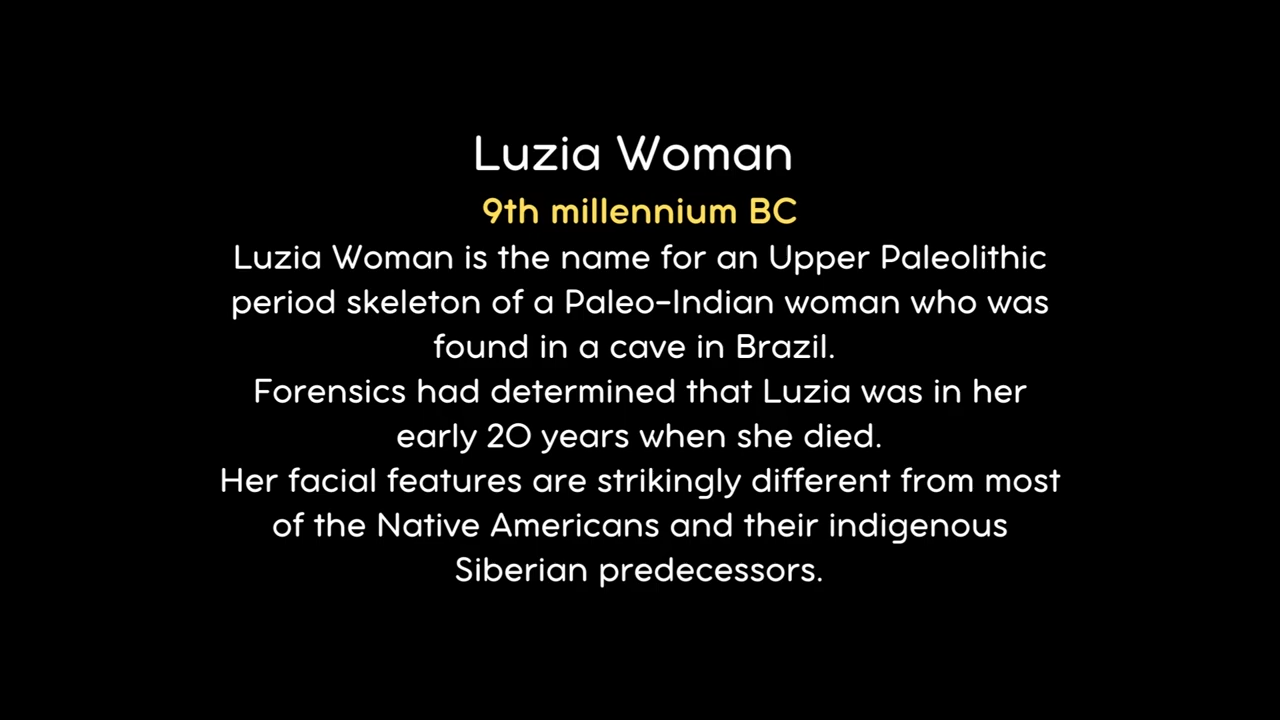 Luzia Woman
9th millennium BC
Luzia Woman is the name for an Upper Paleolithic
period skeleton of a Paleo-Indian woman who was
found in a cave in Brazil.
Forensics had determined that Luzia was in her
early 20 years when she died.
Her facial features are strikingly different from most
of the Native Americans and their indigenous
Siberian predecessors.